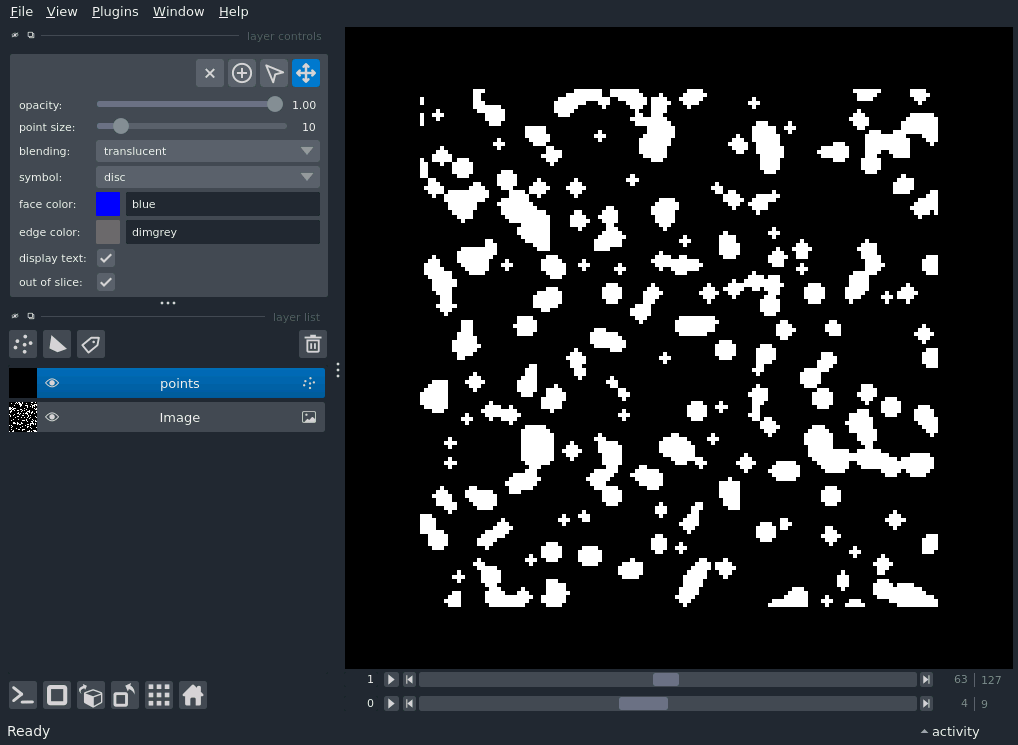 File View Plugins Window Help
layer controls
opacity: 1.00
point size: 10
blending: translucent
symbol: disc
face color: blue
edge color: dimgrey
display text:
out of slice:
layer list
points
Image
1 63 127
0 4 9
Ready activity